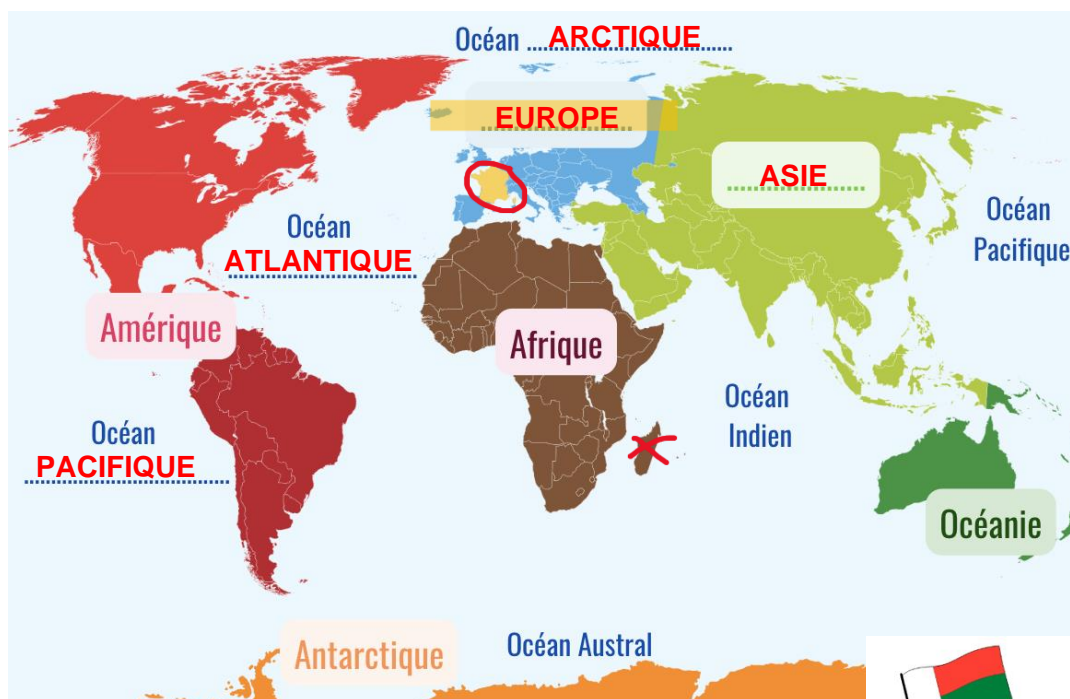 Océan ....ARCTIQUE......
EUROPE
ASIE
Océan
Pacifique
Océan
ATLANTIQUE
Amérique
Afrique
Océan
Indien
Océan
PACIFIQUE
Océanie
Antarctique
Océan Austral